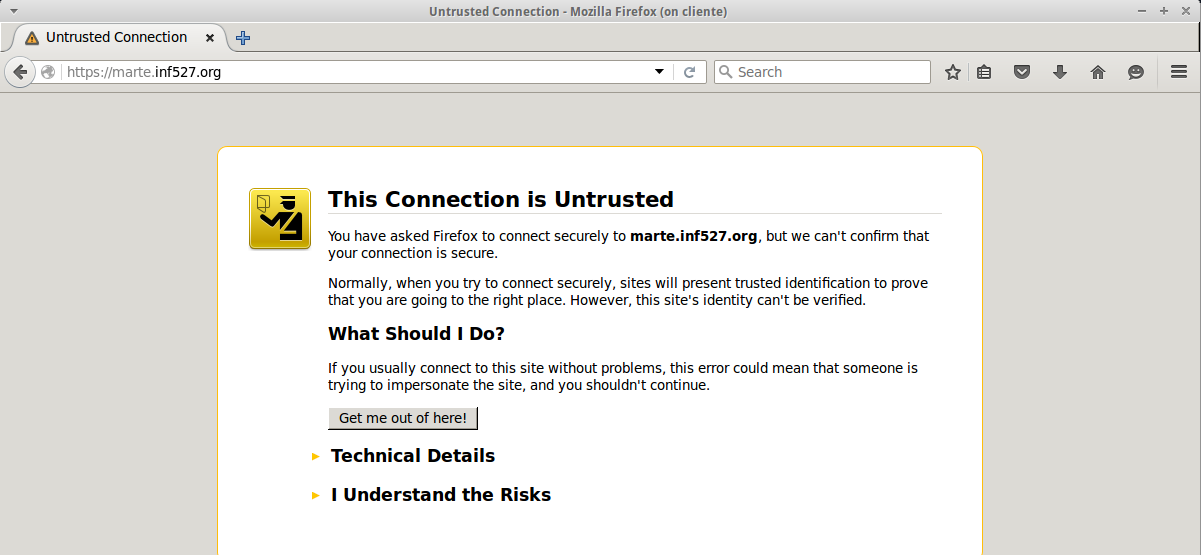 Untrusted Connection - Mozilla Firefox (on cliente)
Untrusted Connection
https://marte.inf527.org
Search
This Connection is Untrusted
You have asked Firefox to connect securely to marte.inf527.org, but we can't confirm that
your connection is secure.
Normally, when you try to connect securely, sites will present trusted identification to prove
that you are going to the right place. However, this site's identity can't be verified.
What Should I Do?
If you usually connect to this site without problems, this error could mean that someone is
trying to impersonate the site, and you shouldn't continue.
Get me out of here!
Technical Details
I Understand the Risks